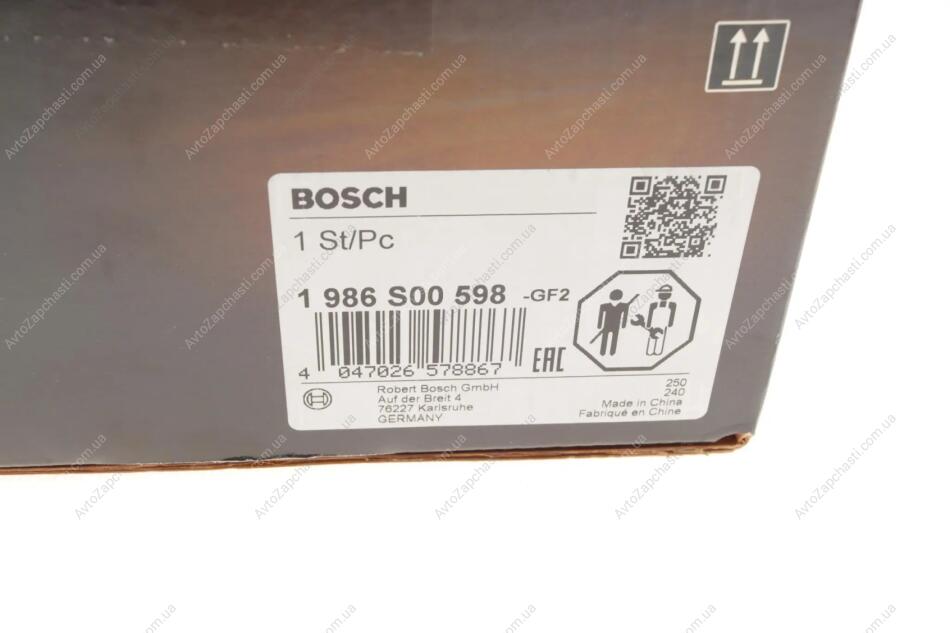 BOSCH
1 St/Pc
1 986 S00 598 -GF2
4 047026 578867
EAC
Robert Bosch GmbH
Auf der Breit 4
76227 Karlsruhe
GERMANY
250
240
Made in China
Fabriqué en Chine
AvtoZapchasti.com.ua